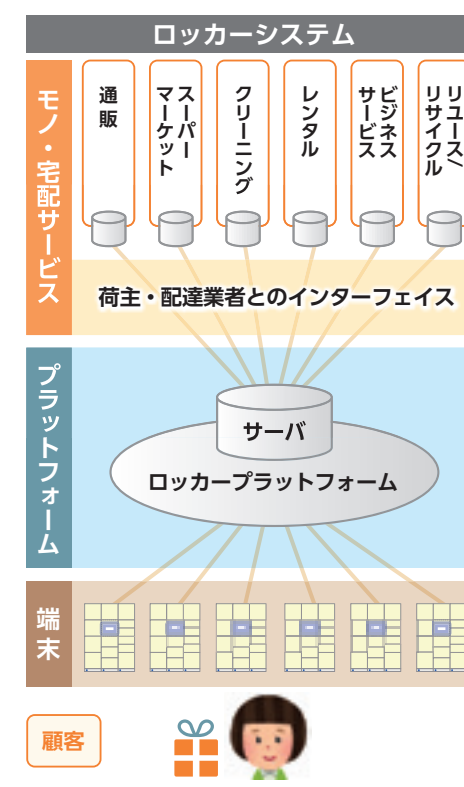 ロッカーシステム
モノ・宅配サービス
通販
スーパー
マーケット
クリーニング
レンタル
ビジネス
サービス
リユース/
リサイクル
荷主・配達業者とのインターフェイス
プラットフォーム
サーバ
ロッカープラットフォーム
端末
顧客